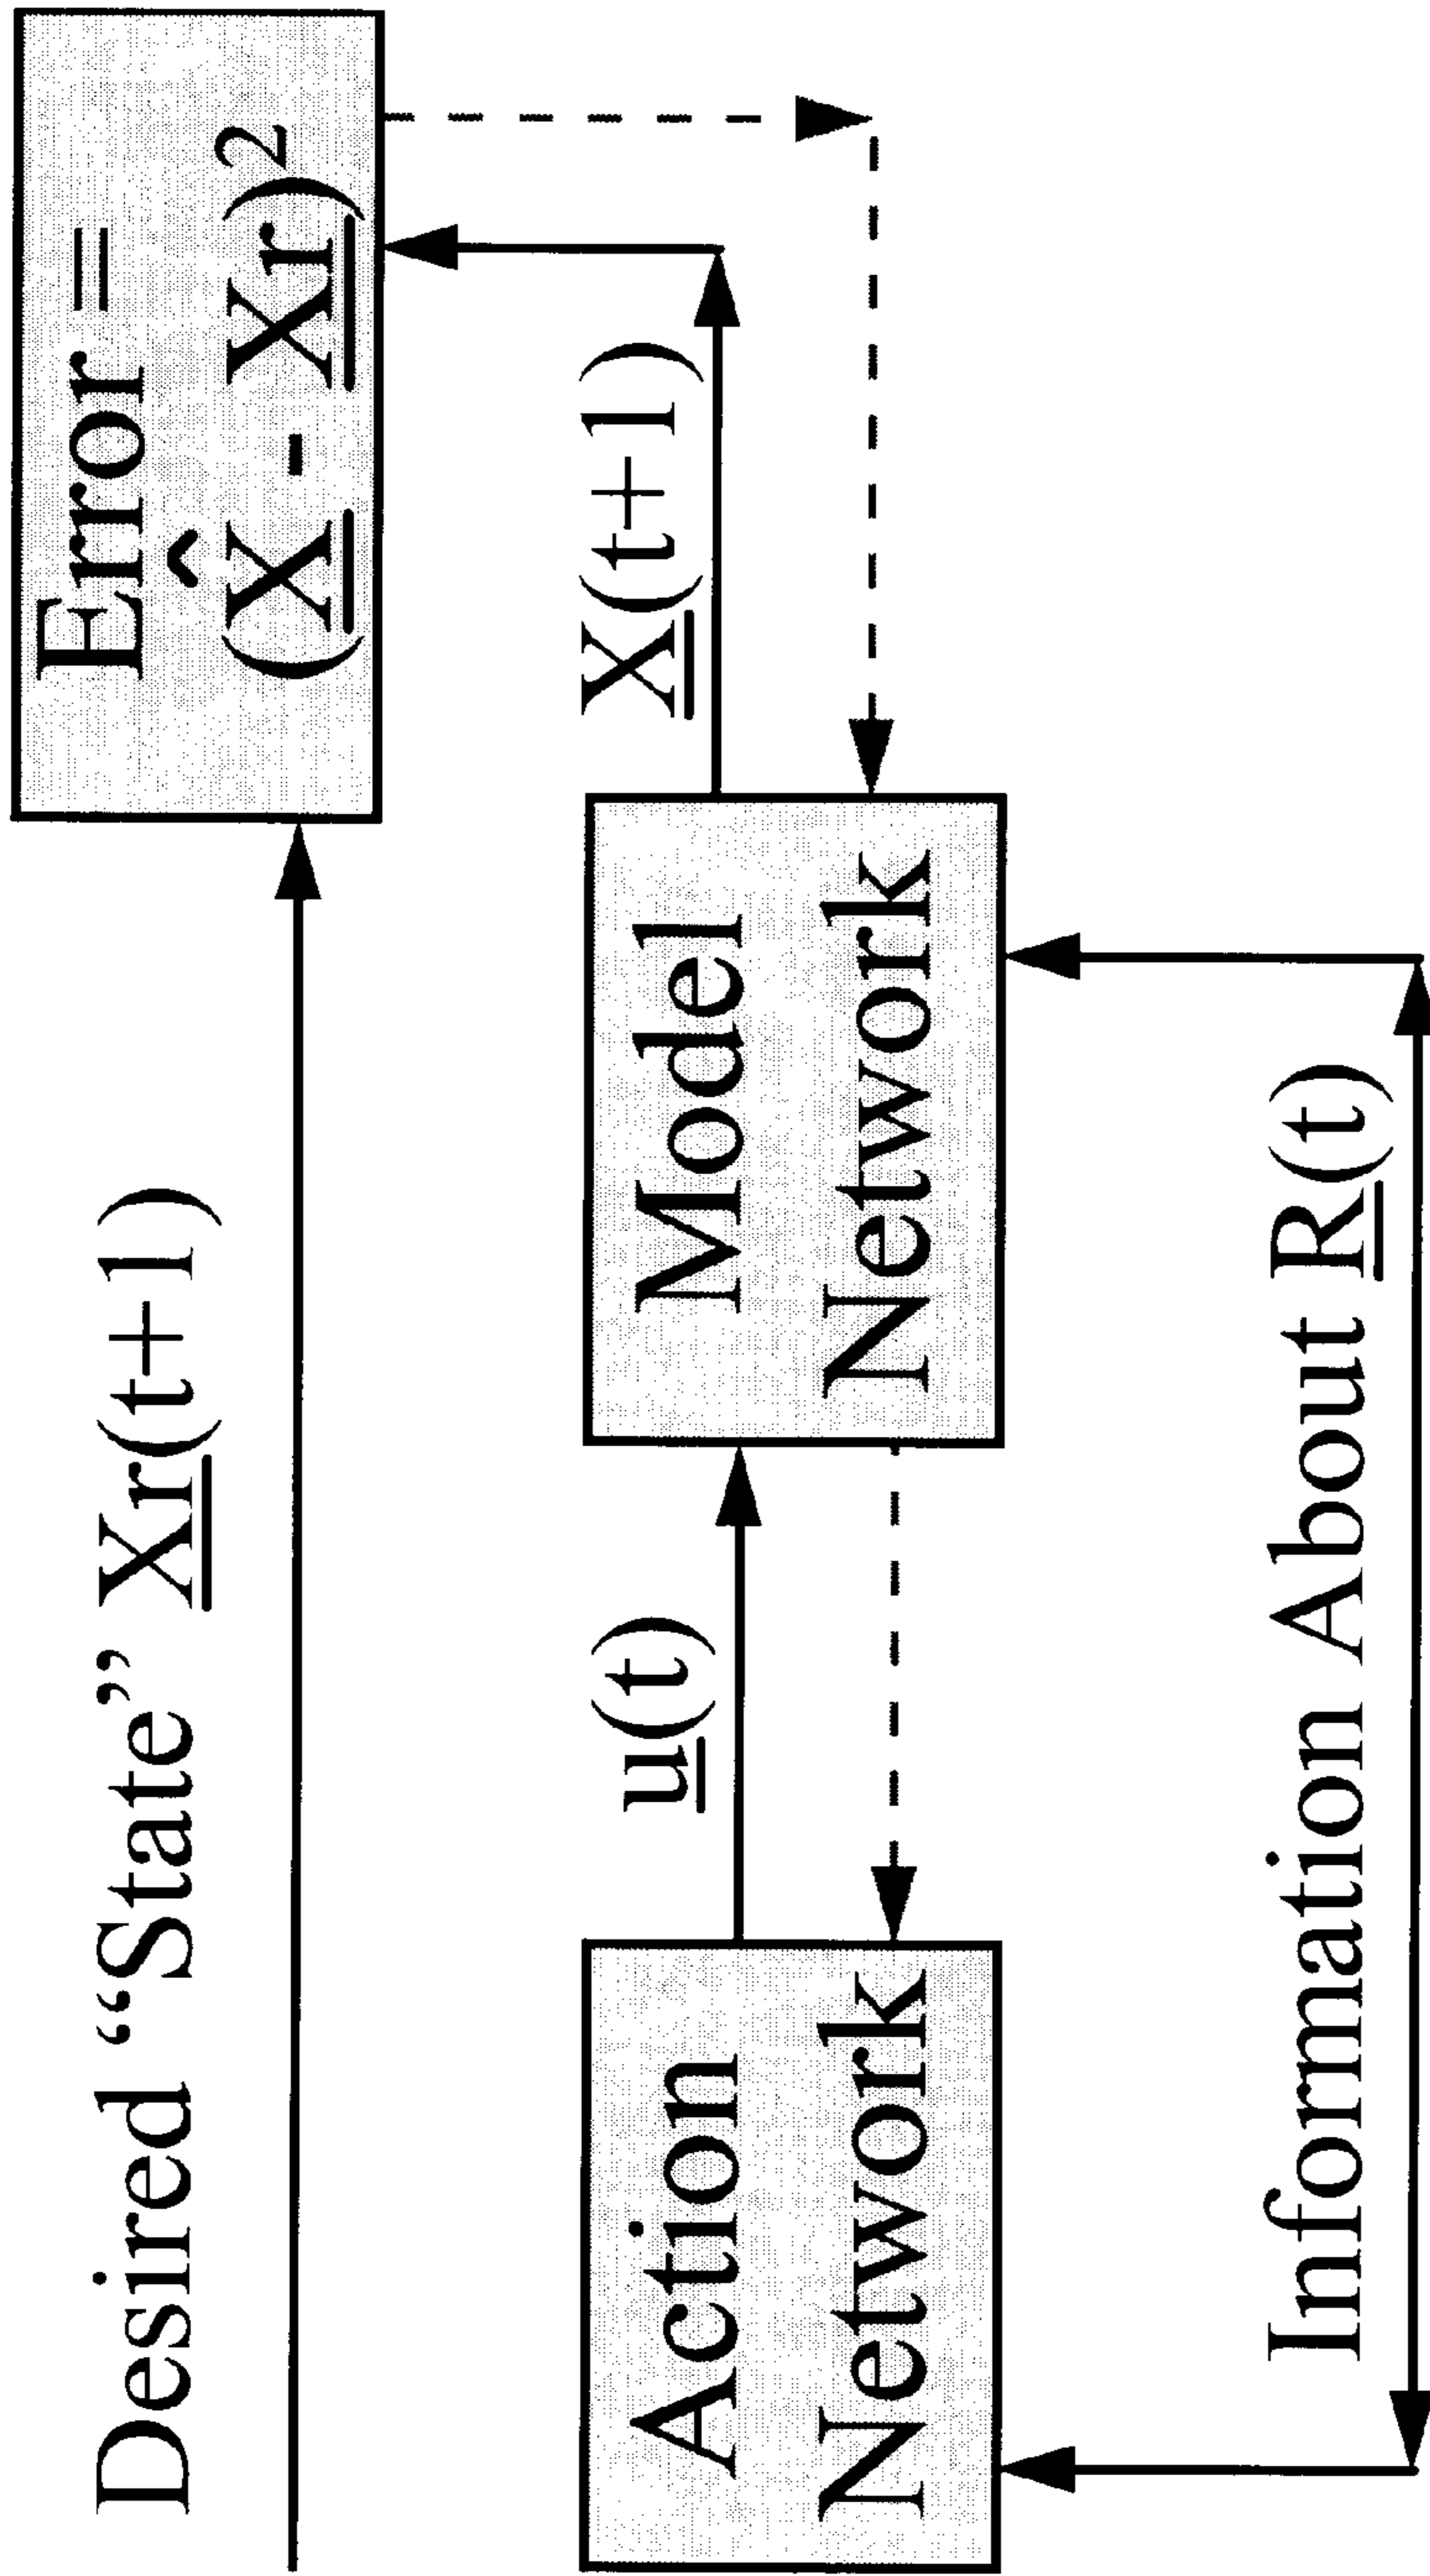 Desired “State” Xr(t+1)
Error =
(X̂ - Xr)²
X(t+1)
u(t)
Action
Network
Model
Network
Information About R(t)